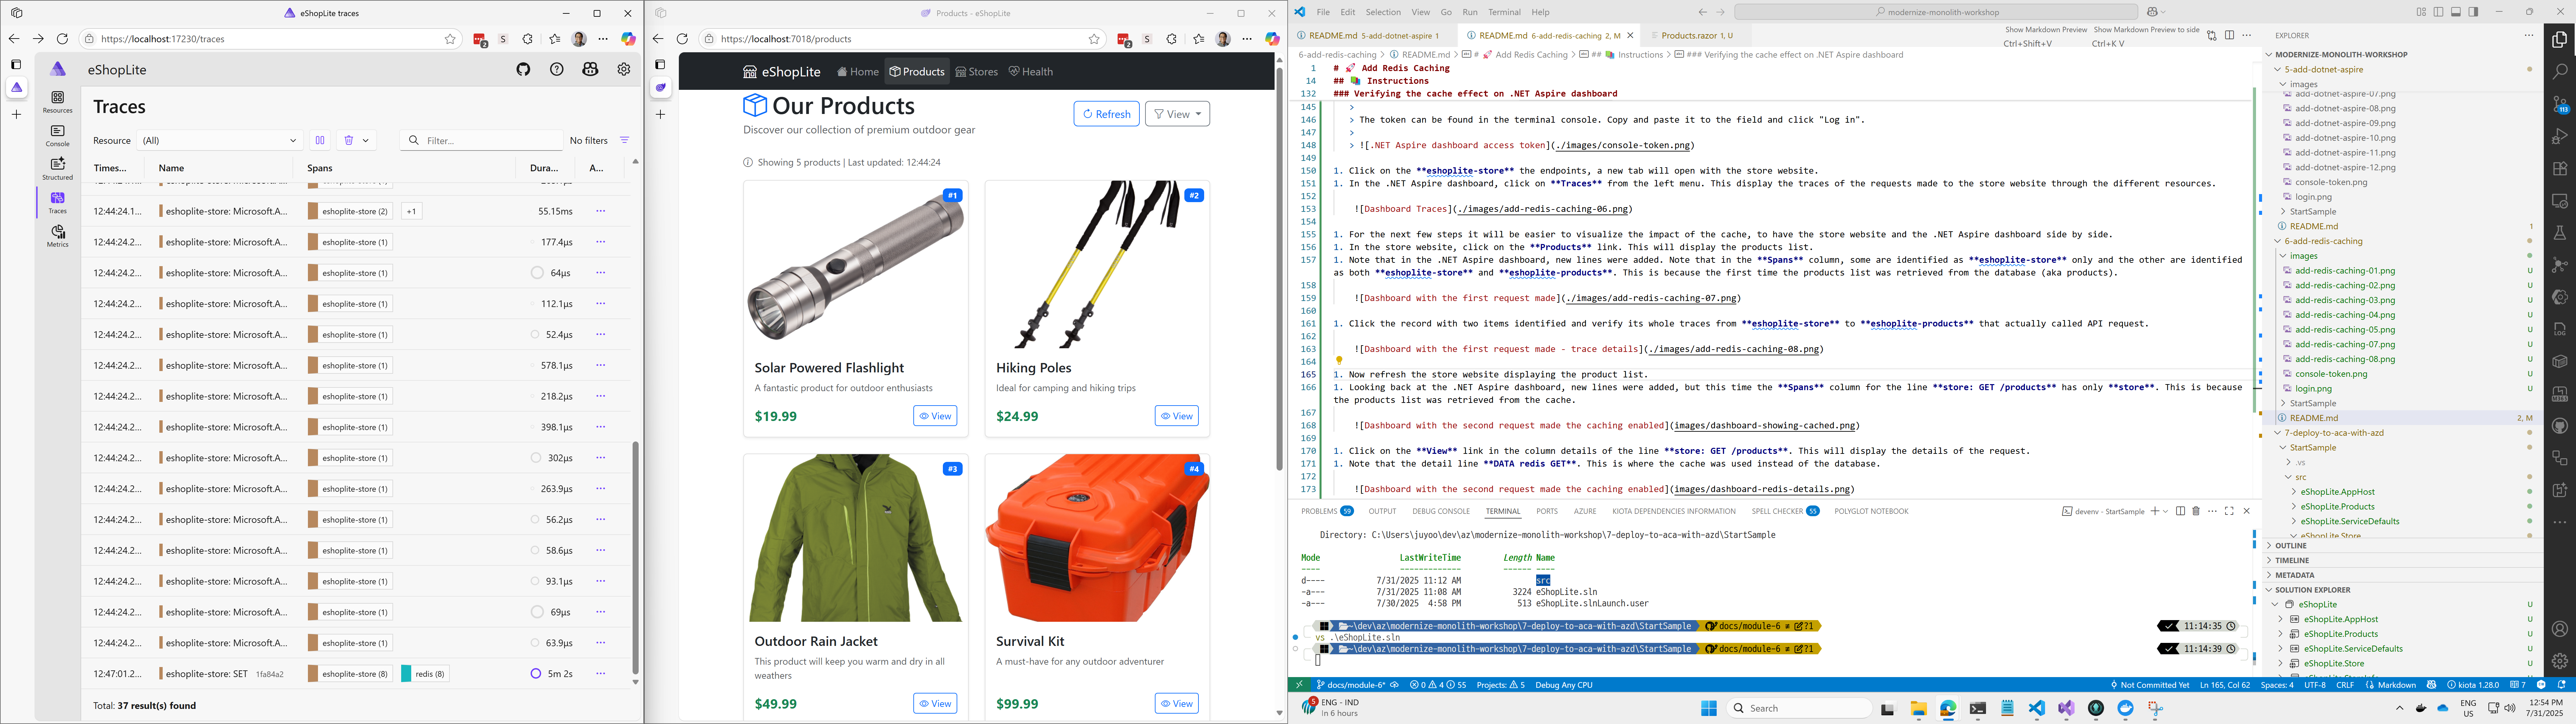 eShopLite traces
https://localhost:17230/traces
2
S
eShopLite
Resources
Console
Structured
Traces
Metrics
Traces
Resource
(All)
Filter...
No filters
Times... Name Spans Dura... A...
12:44:24.1... eshoplite-store: Microsoft.A... eshoplite-store (2) +1 55.15ms
12:44:24.2... eshoplite-store: Microsoft.A... eshoplite-store (1) 177.4µs
12:44:24.2... eshoplite-store: Microsoft.A... eshoplite-store (1) 64µs
12:44:24.2... eshoplite-store: Microsoft.A... eshoplite-store (1) 112.1µs
12:44:24.2... eshoplite-store: Microsoft.A... eshoplite-store (1) 52.4µs
12:44:24.2... eshoplite-store: Microsoft.A... eshoplite-store (1) 578.1µs
12:44:24.2... eshoplite-store: Microsoft.A... eshoplite-store (1) 218.2µs
12:44:24.2... eshoplite-store: Microsoft.A... eshoplite-store (1) 398.1µs
12:44:24.2... eshoplite-store: Microsoft.A... eshoplite-store (1) 302µs
12:44:24.2... eshoplite-store: Microsoft.A... eshoplite-store (1) 263.9µs
12:44:24.2... eshoplite-store: Microsoft.A... eshoplite-store (1) 56.2µs
12:44:24.2... eshoplite-store: Microsoft.A... eshoplite-store (1) 58.6µs
12:44:24.2... eshoplite-store: Microsoft.A... eshoplite-store (1) 93.1µs
12:44:24.2... eshoplite-store: Microsoft.A... eshoplite-store (1) 69µs
12:44:24.2... eshoplite-store: Microsoft.A... eshoplite-store (1) 63.9µs
12:47:01.2... eshoplite-store: SET 1fa84a2 eshoplite-store (8) redis (8) 5m 2s
Total: 37 result(s) found
Products - eShopLite
https://localhost:7018/products
2
S
eShopLite Home Products Stores Health
Our Products
Discover our collection of premium outdoor gear
Refresh
View
Showing 5 products | Last updated: 12:44:24
#1
Solar Powered Flashlight
A fantastic product for outdoor enthusiasts
$19.99
View
#2
Hiking Poles
Ideal for camping and hiking trips
$24.99
View
#3
Outdoor Rain Jacket
This product will keep you warm and dry in all
weathers
$49.99
View
#4
Survival Kit
A must-have for any outdoor adventurer
$99.99
View
File Edit Selection View Go Run Terminal Help
modernize-monolith-workshop
README.md 5-add-dotnet-aspire 1
README.md 6-add-redis-caching 2, M
Products.razor 1, U
Show Markdown Preview Show Markdown Preview to side
Ctrl+Shift+V Ctrl+K V
6-add-redis-caching > README.md > # 🚀 Add Redis Caching > ## 📚 Instructions > ### Verifying the cache effect on .NET Aspire dashboard
1 # 🚀 Add Redis Caching
14 ## 📚 Instructions
132 ### Verifying the cache effect on .NET Aspire dashboard
145 >
146 > The token can be found in the terminal console. Copy and paste it to the field and click "Log in".
147 >
148 > ![.NET Aspire dashboard access token](./images/console-token.png)
149
150 1. Click on the **eshoplite-store** the endpoints, a new tab will open with the store website.
151 1. In the .NET Aspire dashboard, click on **Traces** from the left menu. This display the traces of the requests made to the store website through the different resources.
152
153 ![Dashboard Traces](./images/add-redis-caching-06.png)
154
155 1. For the next few steps it will be easier to visualize the impact of the cache, to have the store website and the .NET Aspire dashboard side by side.
156 1. In the store website, click on the **Products** link. This will display the products list.
157 1. Note that in the .NET Aspire dashboard, new lines were added. Note that in the **Spans** column, some are identified as **eshoplite-store** only and the other are identified
as both **eshoplite-store** and **eshoplite-products**. This is because the first time the products list was retrieved from the database (aka products).
158
159 ![Dashboard with the first request made](./images/add-redis-caching-07.png)
160
161 1. Click the record with two items identified and verify its whole traces from **eshoplite-store** to **eshoplite-products** that actually called API request.
162
163 ![Dashboard with the first request made - trace details](./images/add-redis-caching-08.png)
164
165 1. Now refresh the store website displaying the product list.
166 1. Looking back at the .NET Aspire dashboard, new lines were added, but this time the **Spans** column for the line **store: GET /products** has only **store**. This is because
the products list was retrieved from the cache.
167
168 ![Dashboard with the second request made the caching enabled](images/dashboard-showing-cached.png)
169
170 1. Click on the **View** link in the column details of the line **store: GET /products**. This will display the details of the request.
171 1. Note that the detail line **DATA redis GET**. This is where the cache was used instead of the database.
172
173 ![Dashboard with the second request made the caching enabled](images/dashboard-redis-details.png)
PROBLEMS 59 OUTPUT DEBUG CONSOLE TERMINAL PORTS AZURE KIOTA DEPENDENCIES INFORMATION SPELL CHECKER 55 POLYGLOT NOTEBOOK
devenv - StartSample
Directory: C:\Users\juyoo\dev\az\modernize-monolith-workshop\7-deploy-to-aca-with-azd\StartSample
Mode LastWriteTime Length Name
---- ------------- ------ ----
d---- 7/31/2025 11:12 AM src
-a--- 7/31/2025 11:08 AM 3224 eShopLite.sln
-a--- 7/30/2025 4:58 PM 513 eShopLite.slnLaunch.user
~\dev\az\modernize-monolith-workshop\7-deploy-to-aca-with-azd\StartSample docs/module-6 ≢ ?1 11:14:35
vs .\eShopLite.sln
~\dev\az\modernize-monolith-workshop\7-deploy-to-aca-with-azd\StartSample docs/module-6 ≢ ?1 11:14:39
EXPLORER
MODERNIZE-MONOLITH-WORKSHOP
5-add-dotnet-aspire
images
add-dotnet-aspire-07.png
add-dotnet-aspire-08.png
add-dotnet-aspire-09.png
add-dotnet-aspire-10.png
add-dotnet-aspire-11.png
add-dotnet-aspire-12.png
console-token.png
login.png
StartSample
README.md 1
6-add-redis-caching
images
add-redis-caching-01.png U
add-redis-caching-02.png U
add-redis-caching-03.png U
add-redis-caching-04.png U
add-redis-caching-05.png U
add-redis-caching-07.png U
add-redis-caching-08.png U
console-token.png U
login.png U
StartSample
README.md 2, M
7-deploy-to-aca-with-azd
StartSample
.vs
src
eShopLite.AppHost
eShopLite.Products
eShopLite.ServiceDefaults
eShopLite.Store
OUTLINE
TIMELINE
METADATA
SOLUTION EXPLORER
eShopLite U
eShopLite.AppHost U
eShopLite.Products U
eShopLite.ServiceDefaults U
eShopLite.Store U
113
LOG
docs/module-6* 0 4 55 Projects: 5 Debug Any CPU
Not Committed Yet Ln 165, Col 62 Spaces: 4 UTF-8 CRLF Markdown kiota 1.28.0 7
5
ENG - IND
In 6 hours
Search
ENG
US
12:54 PM
7/31/2025